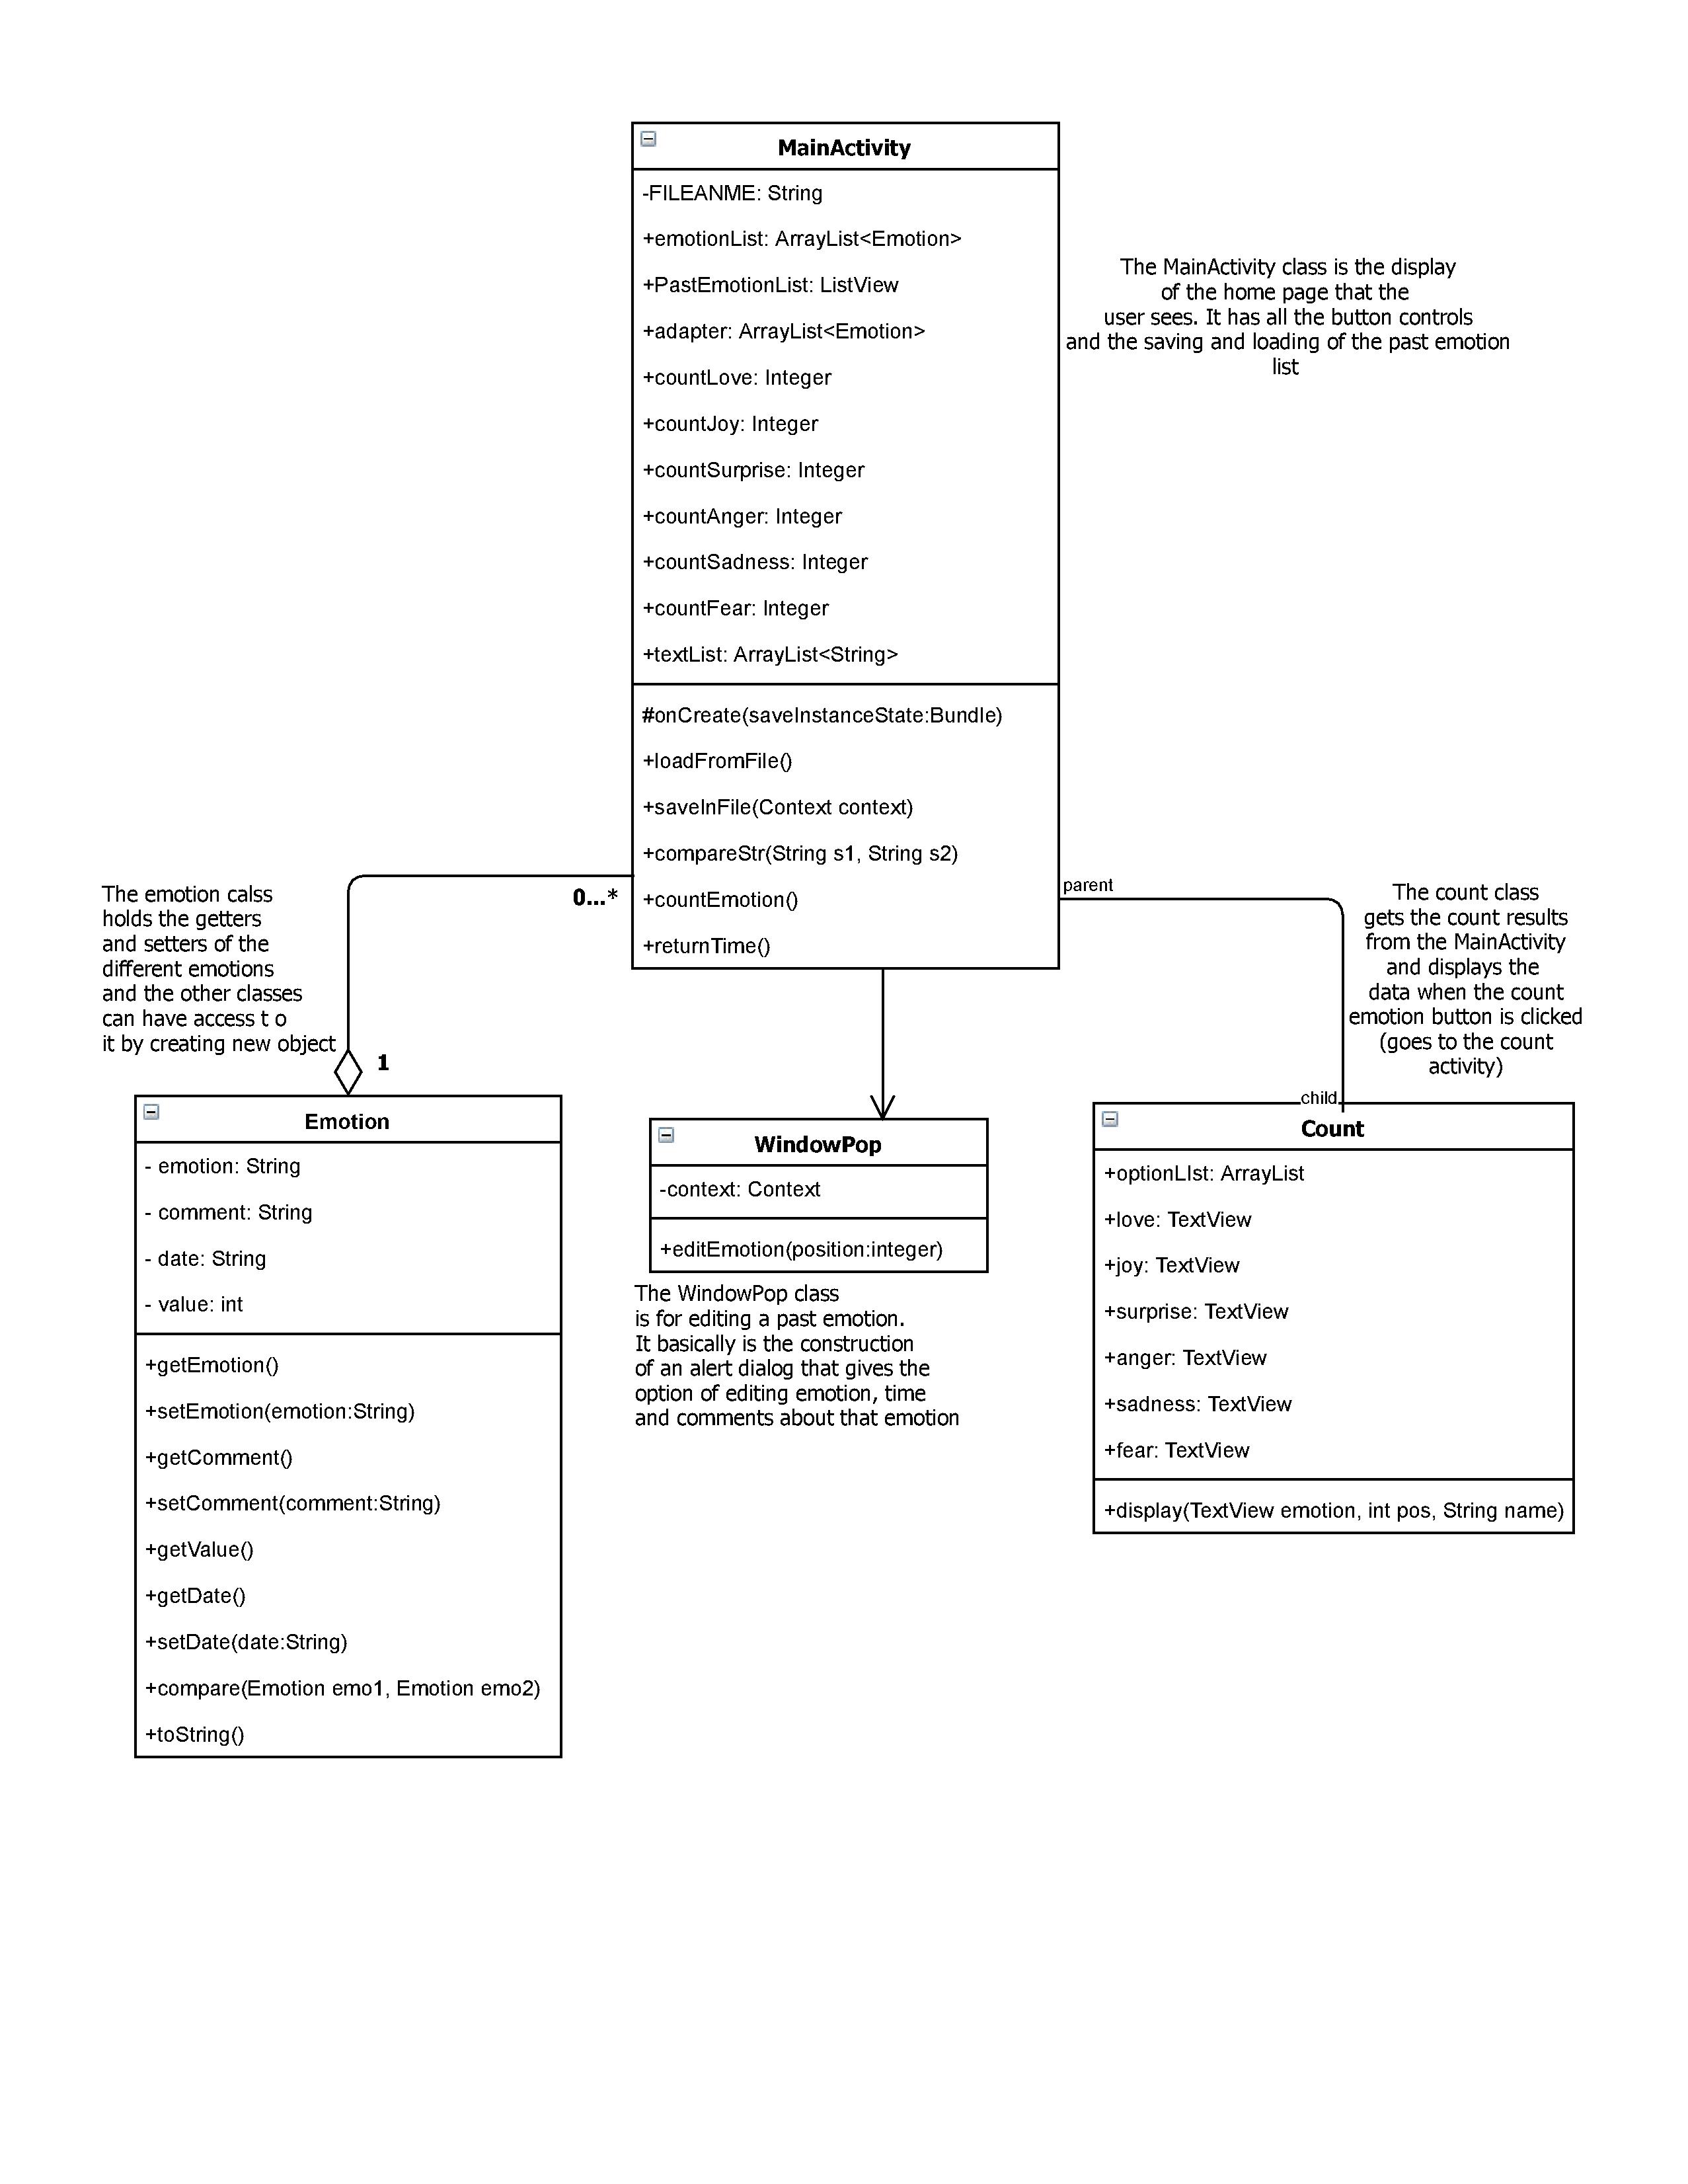 MainActivity
-FILEANME: String
+emotionList: ArrayList<Emotion>
+PastEmotionList: ListView
+adapter: ArrayList<Emotion>
+countLove: Integer
+countJoy: Integer
+countSurprise: Integer
+countAnger: Integer
+countSadness: Integer
+countFear: Integer
+textList: ArrayList<String>
#onCreate(saveInstanceState:Bundle)
+loadFromFile()
+saveInFile(Context context)
+compareStr(String s1, String s2)
+countEmotion()
+returnTime()
The MainActivity class is the display
of the home page that the
user sees. It has all the button controls
and the saving and loading of the past emotion
list
0...*
parent
The emotion calss
holds the getters
and setters of the
different emotions
and the other classes
can have access t o
it by creating new object
1
The count class
gets the count results
from the MainActivity
and displays the
data when the count
emotion button is clicked
(goes to the count
activity)
child
Emotion
- emotion: String
- comment: String
- date: String
- value: int
+getEmotion()
+setEmotion(emotion:String)
+getComment()
+setComment(comment:String)
+getValue()
+getDate()
+setDate(date:String)
+compare(Emotion emo1, Emotion emo2)
+toString()
WindowPop
-context: Context
+editEmotion(position:integer)
The WindowPop class
is for editing a past emotion.
It basically is the construction
of an alert dialog that gives the
option of editing emotion, time
and comments about that emotion
Count
+optionLIst: ArrayList
+love: TextView
+joy: TextView
+surprise: TextView
+anger: TextView
+sadness: TextView
+fear: TextView
+display(TextView emotion, int pos, String name)